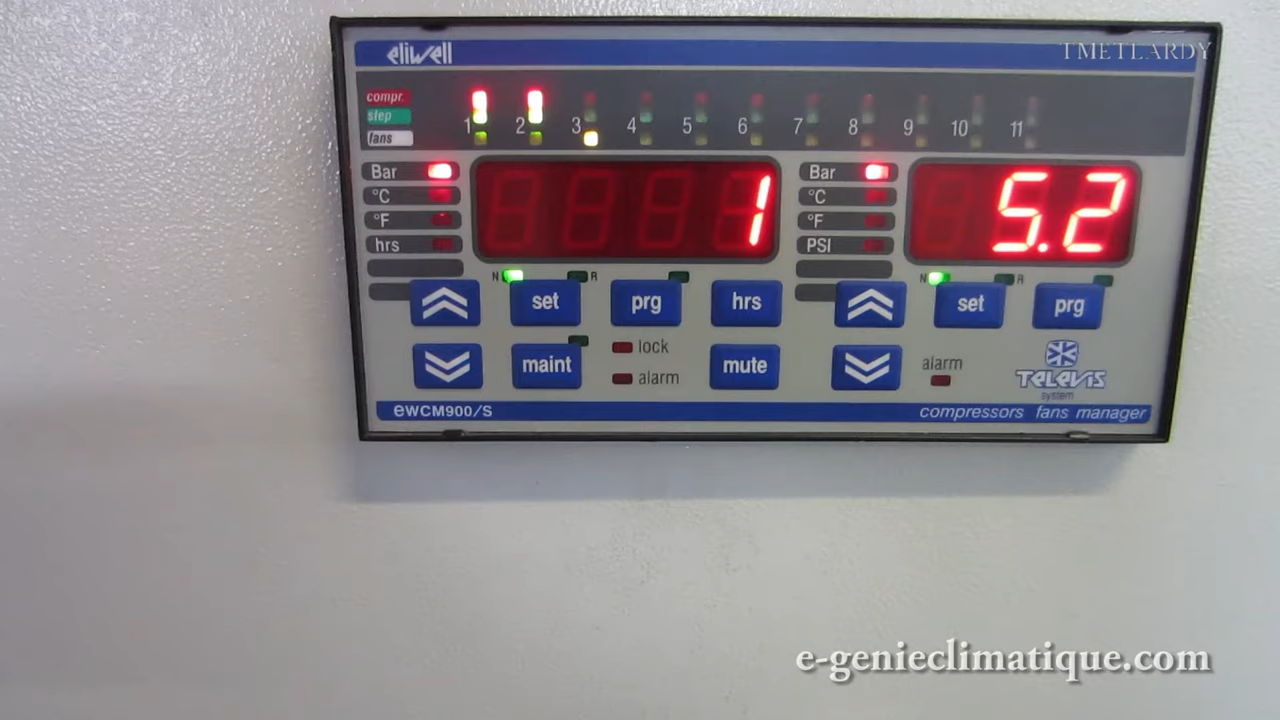 eliwell
TMETLARDY
compr.
step
fans
1 2 3 4 5 6 7 8 9 10 11
Bar
°C
°F
hrs
1
Bar
°C
°F
PSI
5.2
N R
set prg hrs
maint lock
alarm
mute
N R
set prg
alarm
TELEVIS
system
eWCM900/S
compressors fans manager
e-genieclimatique.com